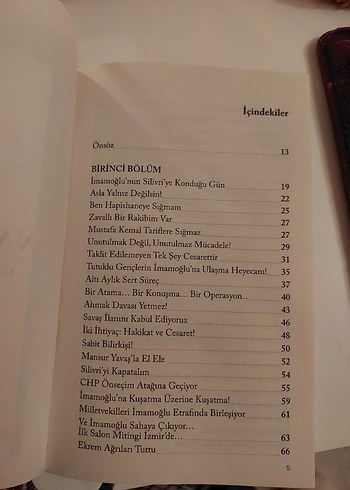 İçindekiler
Önsöz 13
BİRİNCİ BÖLÜM
İmamoğlu'nun Silivri'ye Konduğu Gün 19
Asla Yalnız Değilsin! 22
Ben Hapishaneye Sığmam 25
Zavallı Bir Rakibim Var 27
Mustafa Kemal Tariflere Sığmaz 27
Unutulmak Değil, Unutulmaz Mücadele! 29
Taklit Edilemeyen Tek Şey Cesarettir 31
Tutuklu Gençlerin İmamoğlu'na Ulaşma Heyecanı! 35
Altı Aylık Sert Süreç 37
Bir Atama... Bir Konuşma... Bir Operasyon... 40
Ahmak Davası Yetmez! 43
Savaş İlanını Kabul Ediyoruz 46
İki İhtiyaç: Hakikat ve Cesaret! 48
Sabit Bilirkişi! 50
Mansur Yavaş'la El Ele 52
Silivri'yi Kapatalım 54
CHP Önseçim Atağına Geçiyor 55
İmamoğlu'na Kuşatma Üzerine Kuşatma! 59
Milletvekilleri İmamoğlu Etrafında Birleşiyor 61
Ve İmamoğlu Sahaya Çıkıyor...
İlk Salon Mitingi İzmir'de... 63
Ekrem Ağrıları Tuttu 66
5